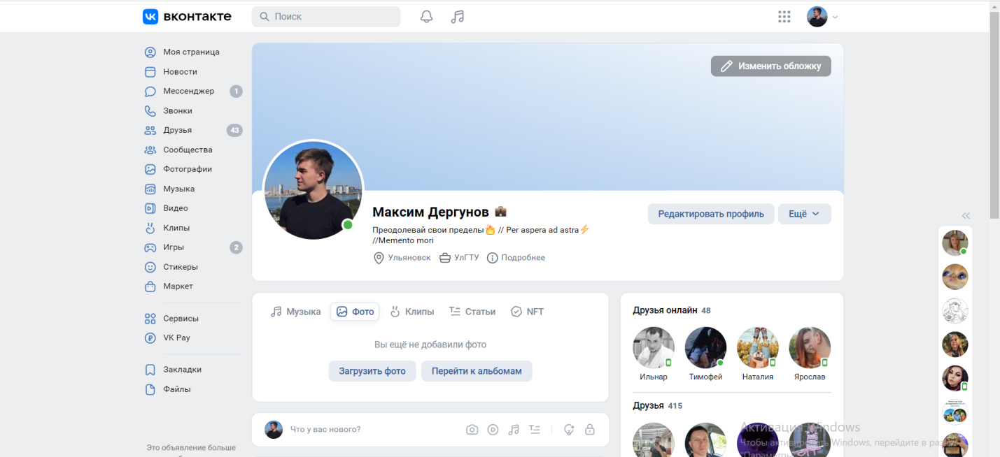 вконтакте
Поиск
Моя страница
Новости
Мессенджер 1
Звонки
Друзья 43
Сообщества
Фотографии
Музыка
Видео
Клипы
Игры 2
Стикеры
Маркет
Сервисы
VK Pay
Закладки
Файлы
Это объявление больше
Изменить обложку
Максим Дергунов
Преодолевай свои пределы🔥 // Per aspera ad astra⚡
//Memento mori
Ульяновск УлГТУ Подробнее
Редактировать профиль Ещё
Музыка Фото Клипы Статьи NFT
Вы ещё не добавили фото
Загрузить фото Перейти к альбомам
Что у вас нового?
Друзья онлайн 48
Ильнар Тимофей Наталия Ярослав
Друзья 415
Активация Windows
Чтобы активировать Windows, перейдите в раздел
"Параметры"